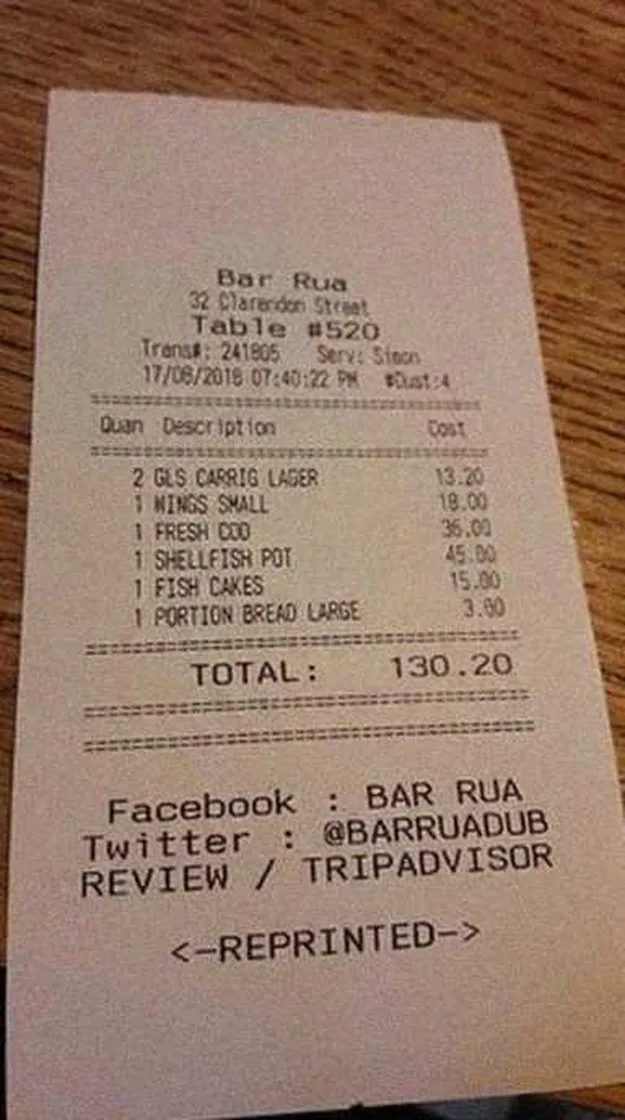 Bar Rua
32 Clarendon Street
Table #520
Trans#: 241805 Serv: Simon
17/08/2018 07:40:22 PM #Cust:4
Quan Description Cost
2 GLS CARRIG LAGER 13.20
1 WINGS SMALL 18.00
1 FRESH COD 36.00
1 SHELLFISH POT 45.00
1 FISH CAKES 15.00
1 PORTION BREAD LARGE 3.00
TOTAL: 130.20
Facebook : BAR RUA
Twitter : @BARRUADUB
REVIEW / TRIPADVISOR
<-REPRINTED->